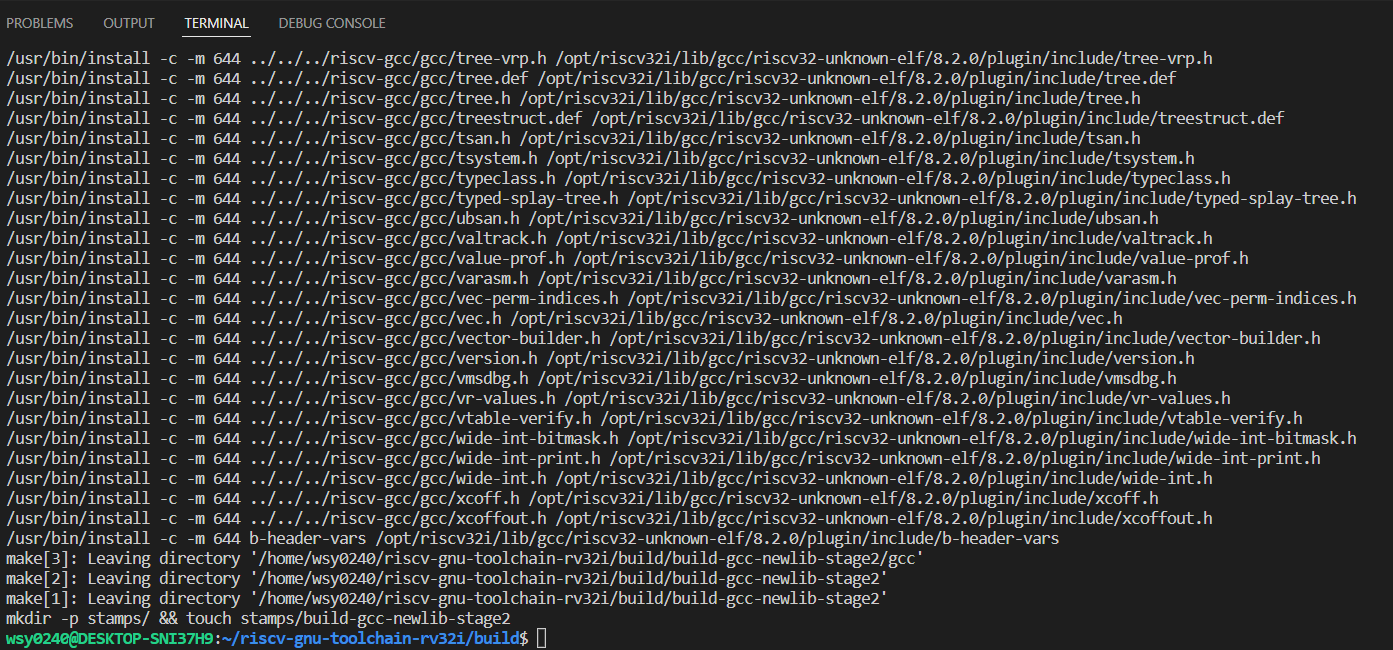 PROBLEMS OUTPUT TERMINAL DEBUG CONSOLE
/usr/bin/install -c -m 644 ../../../riscv-gcc/gcc/tree-vrp.h /opt/riscv32i/lib/gcc/riscv32-unknown-elf/8.2.0/plugin/include/tree-vrp.h
/usr/bin/install -c -m 644 ../../../riscv-gcc/gcc/tree.def /opt/riscv32i/lib/gcc/riscv32-unknown-elf/8.2.0/plugin/include/tree.def
/usr/bin/install -c -m 644 ../../../riscv-gcc/gcc/tree.h /opt/riscv32i/lib/gcc/riscv32-unknown-elf/8.2.0/plugin/include/tree.h
/usr/bin/install -c -m 644 ../../../riscv-gcc/gcc/treestruct.def /opt/riscv32i/lib/gcc/riscv32-unknown-elf/8.2.0/plugin/include/treestruct.def
/usr/bin/install -c -m 644 ../../../riscv-gcc/gcc/tsan.h /opt/riscv32i/lib/gcc/riscv32-unknown-elf/8.2.0/plugin/include/tsan.h
/usr/bin/install -c -m 644 ../../../riscv-gcc/gcc/tsystem.h /opt/riscv32i/lib/gcc/riscv32-unknown-elf/8.2.0/plugin/include/tsystem.h
/usr/bin/install -c -m 644 ../../../riscv-gcc/gcc/typeclass.h /opt/riscv32i/lib/gcc/riscv32-unknown-elf/8.2.0/plugin/include/typeclass.h
/usr/bin/install -c -m 644 ../../../riscv-gcc/gcc/typed-splay-tree.h /opt/riscv32i/lib/gcc/riscv32-unknown-elf/8.2.0/plugin/include/typed-splay-tree.h
/usr/bin/install -c -m 644 ../../../riscv-gcc/gcc/ubsan.h /opt/riscv32i/lib/gcc/riscv32-unknown-elf/8.2.0/plugin/include/ubsan.h
/usr/bin/install -c -m 644 ../../../riscv-gcc/gcc/valtrack.h /opt/riscv32i/lib/gcc/riscv32-unknown-elf/8.2.0/plugin/include/valtrack.h
/usr/bin/install -c -m 644 ../../../riscv-gcc/gcc/value-prof.h /opt/riscv32i/lib/gcc/riscv32-unknown-elf/8.2.0/plugin/include/value-prof.h
/usr/bin/install -c -m 644 ../../../riscv-gcc/gcc/varasm.h /opt/riscv32i/lib/gcc/riscv32-unknown-elf/8.2.0/plugin/include/varasm.h
/usr/bin/install -c -m 644 ../../../riscv-gcc/gcc/vec-perm-indices.h /opt/riscv32i/lib/gcc/riscv32-unknown-elf/8.2.0/plugin/include/vec-perm-indices.h
/usr/bin/install -c -m 644 ../../../riscv-gcc/gcc/vec.h /opt/riscv32i/lib/gcc/riscv32-unknown-elf/8.2.0/plugin/include/vec.h
/usr/bin/install -c -m 644 ../../../riscv-gcc/gcc/vector-builder.h /opt/riscv32i/lib/gcc/riscv32-unknown-elf/8.2.0/plugin/include/vector-builder.h
/usr/bin/install -c -m 644 ../../../riscv-gcc/gcc/version.h /opt/riscv32i/lib/gcc/riscv32-unknown-elf/8.2.0/plugin/include/version.h
/usr/bin/install -c -m 644 ../../../riscv-gcc/gcc/vmsdbg.h /opt/riscv32i/lib/gcc/riscv32-unknown-elf/8.2.0/plugin/include/vmsdbg.h
/usr/bin/install -c -m 644 ../../../riscv-gcc/gcc/vr-values.h /opt/riscv32i/lib/gcc/riscv32-unknown-elf/8.2.0/plugin/include/vr-values.h
/usr/bin/install -c -m 644 ../../../riscv-gcc/gcc/vtable-verify.h /opt/riscv32i/lib/gcc/riscv32-unknown-elf/8.2.0/plugin/include/vtable-verify.h
/usr/bin/install -c -m 644 ../../../riscv-gcc/gcc/wide-int-bitmask.h /opt/riscv32i/lib/gcc/riscv32-unknown-elf/8.2.0/plugin/include/wide-int-bitmask.h
/usr/bin/install -c -m 644 ../../../riscv-gcc/gcc/wide-int-print.h /opt/riscv32i/lib/gcc/riscv32-unknown-elf/8.2.0/plugin/include/wide-int-print.h
/usr/bin/install -c -m 644 ../../../riscv-gcc/gcc/wide-int.h /opt/riscv32i/lib/gcc/riscv32-unknown-elf/8.2.0/plugin/include/wide-int.h
/usr/bin/install -c -m 644 ../../../riscv-gcc/gcc/xcoff.h /opt/riscv32i/lib/gcc/riscv32-unknown-elf/8.2.0/plugin/include/xcoff.h
/usr/bin/install -c -m 644 ../../../riscv-gcc/gcc/xcoffout.h /opt/riscv32i/lib/gcc/riscv32-unknown-elf/8.2.0/plugin/include/xcoffout.h
/usr/bin/install -c -m 644 b-header-vars /opt/riscv32i/lib/gcc/riscv32-unknown-elf/8.2.0/plugin/include/b-header-vars
make[3]: Leaving directory '/home/wsy0240/riscv-gnu-toolchain-rv32i/build/build-gcc-newlib-stage2/gcc'
make[2]: Leaving directory '/home/wsy0240/riscv-gnu-toolchain-rv32i/build/build-gcc-newlib-stage2'
make[1]: Leaving directory '/home/wsy0240/riscv-gnu-toolchain-rv32i/build/build-gcc-newlib-stage2'
mkdir -p stamps/ && touch stamps/build-gcc-newlib-stage2
wsy0240@DESKTOP-SNI37H9:~/riscv-gnu-toolchain-rv32i/build$